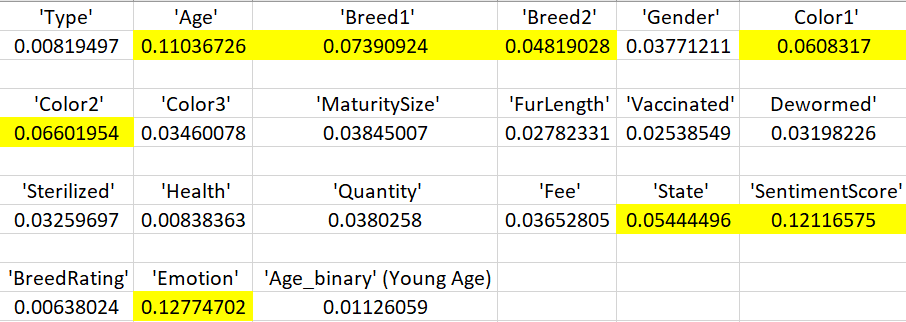 'Type' 'Age' 'Breed1' 'Breed2' 'Gender' Color1'
0.00819497 0.11036726 0.07390924 0.04819028 0.03771211 0.0608317
'Color2' 'Color3' 'MaturitySize' 'FurLength' 'Vaccinated' Dewormed'
0.06601954 0.03460078 0.03845007 0.02782331 0.02538549 0.03198226
'Sterilized' 'Health' 'Quantity' 'Fee' 'State' 'SentimentScore'
0.03259697 0.00838363 0.0380258 0.03652805 0.05444496 0.12116575
'BreedRating' 'Emotion' 'Age_binary' (Young Age)
0.00638024 0.12774702 0.01126059